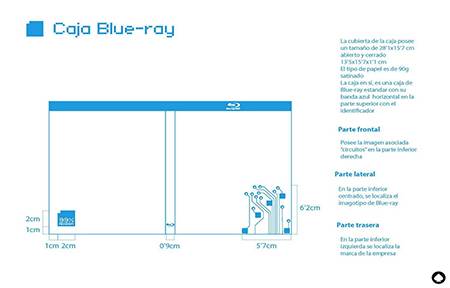 Caja Blue-ray
La cubierta de la caja posee
un tamaño de 28'1x15'7 cm
abierto y cerrado
13'5x15'7x1'1 cm
El tipo de papel es de 90g
satinado
La caja en sí, es una caja de
Blue-ray estandar con su
banda azul horizontal en la
parte superior con el
identificador
Parte frontal
Posee la imagen asociada
"circuitos" en la parte inferior
derecha
Parte lateral
En la parte inferior
centrado, se localiza el
imagotipo de Blue-ray
Parte trasera
En la parte inferior
izquierda se localiza la
marca de la empresa
2cm
1cm
1cm 2cm
0'9cm
5'7cm
6'2cm